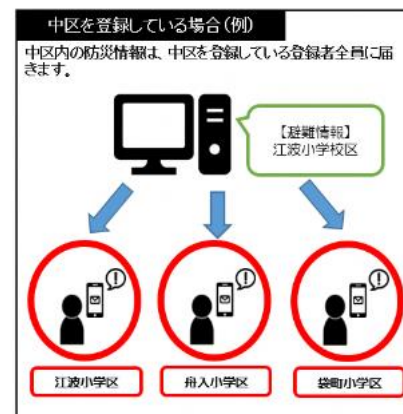 中区を登録している場合(例)
中区内の防災情報は、中区を登録している登録者全員に届
きます。
【避難情報】
江波小学校区
江波小学区
舟入小学区
袋町小学区